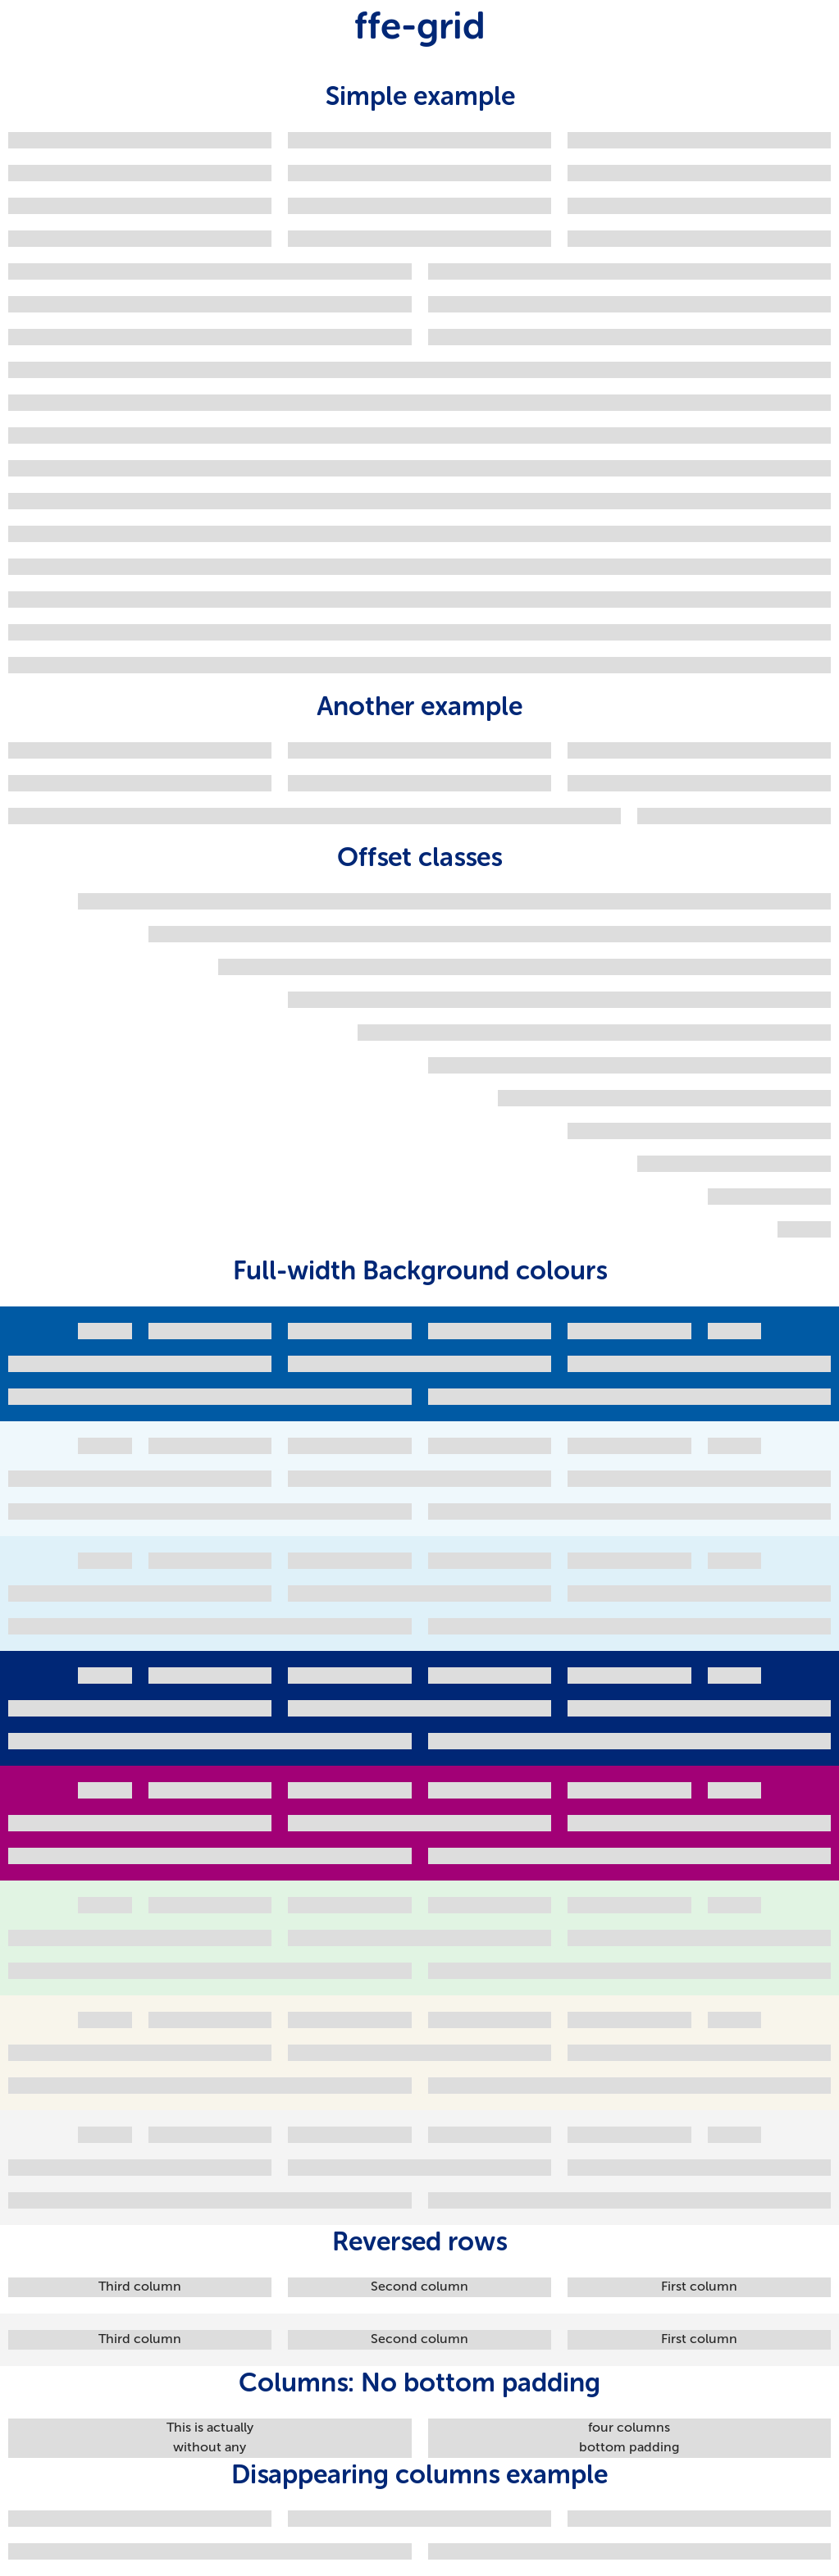 ffe-grid
Simple example
Another example
Offset classes
Full-width Background colours
Reversed rows
Third column Second column First column
Third column Second column First column
Columns: No bottom padding
This is actually four columns
without any bottom padding
Disappearing columns example